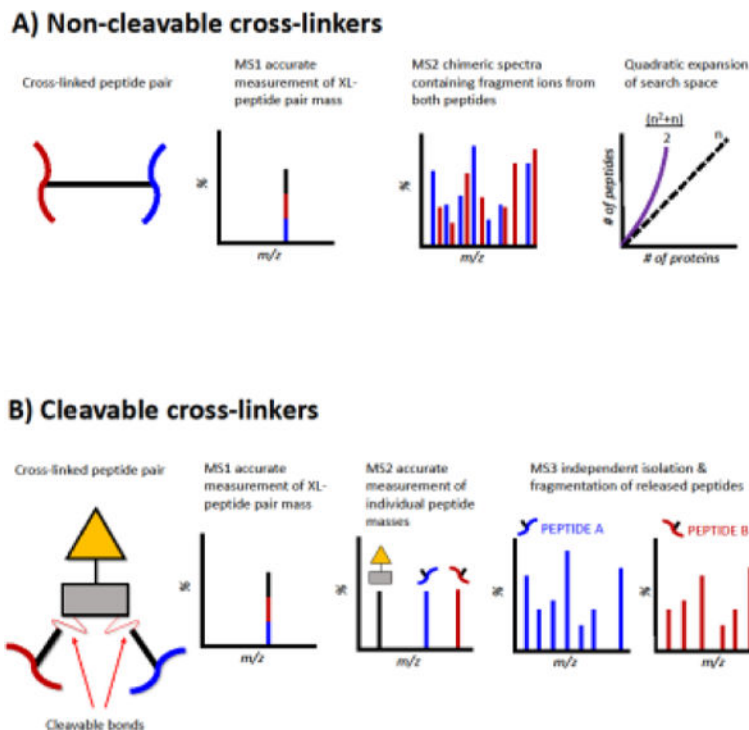 A) Non-cleavable cross-linkers
Cross-linked peptide pair
MS1 accurate
measurement of XL-
peptide pair mass
MS2 chimeric spectra
containing fragment ions from
both peptides
Quadratic expansion
of search space
%
m/z
%
m/z
(n²+n)
2
n
# of peptides
# of proteins
B) Cleavable cross-linkers
Cross-linked peptide pair
MS1 accurate
measurement of XL-
peptide pair mass
MS2 accurate
measurement of
individual peptide
masses
MS3 independent isolation &
fragmentation of released peptides
PEPTIDE A
PEPTIDE B
%
m/z
%
m/z
%
m/z
%
m/z
Cleavable bonds